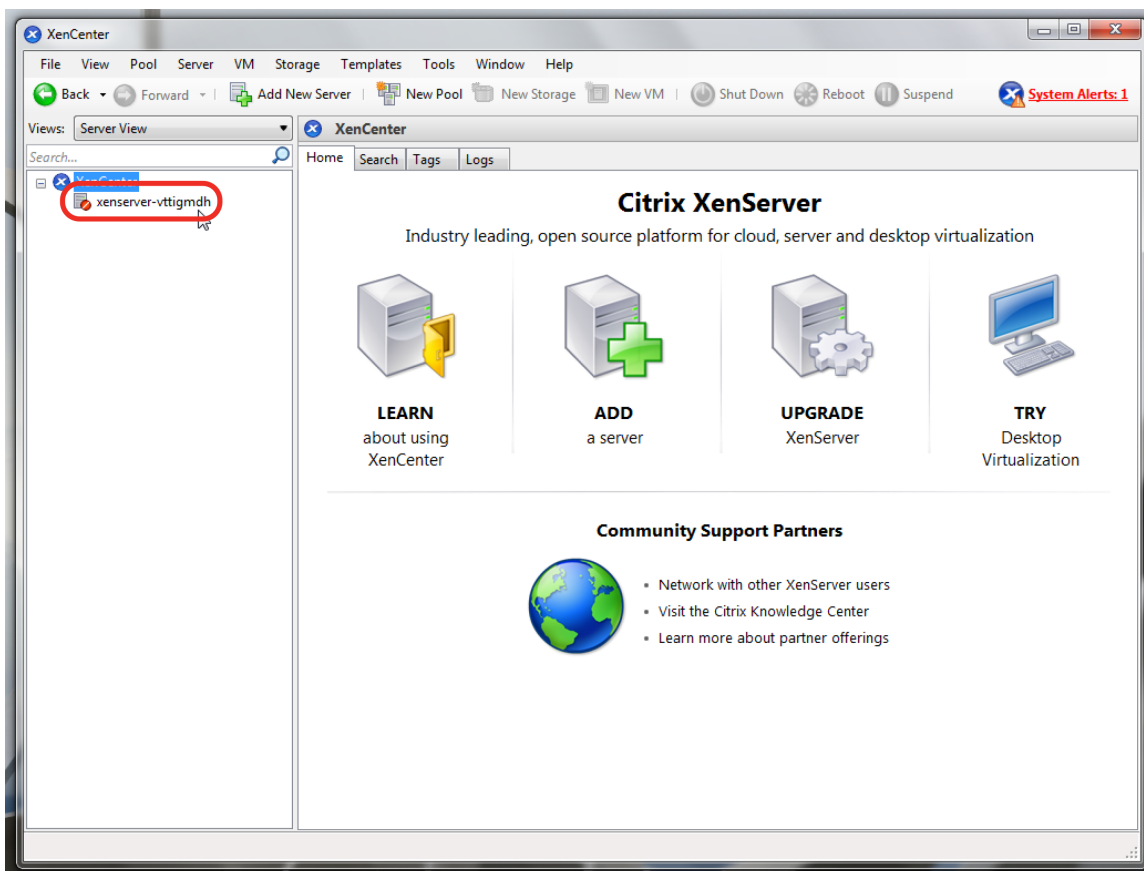 XenCenter
File View Pool Server VM Storage Templates Tools Window Help
Back Forward Add New Server New Pool New Storage New VM Shut Down Reboot Suspend System Alerts: 1
Views: Server View
XenCenter
Search...
Home Search Tags Logs
XenCenter
xenserver-vttigmdh
Citrix XenServer
Industry leading, open source platform for cloud, server and desktop virtualization
LEARN
about using
XenCenter
ADD
a server
UPGRADE
XenServer
TRY
Desktop
Virtualization
Community Support Partners
Network with other XenServer users
Visit the Citrix Knowledge Center
Learn more about partner offerings